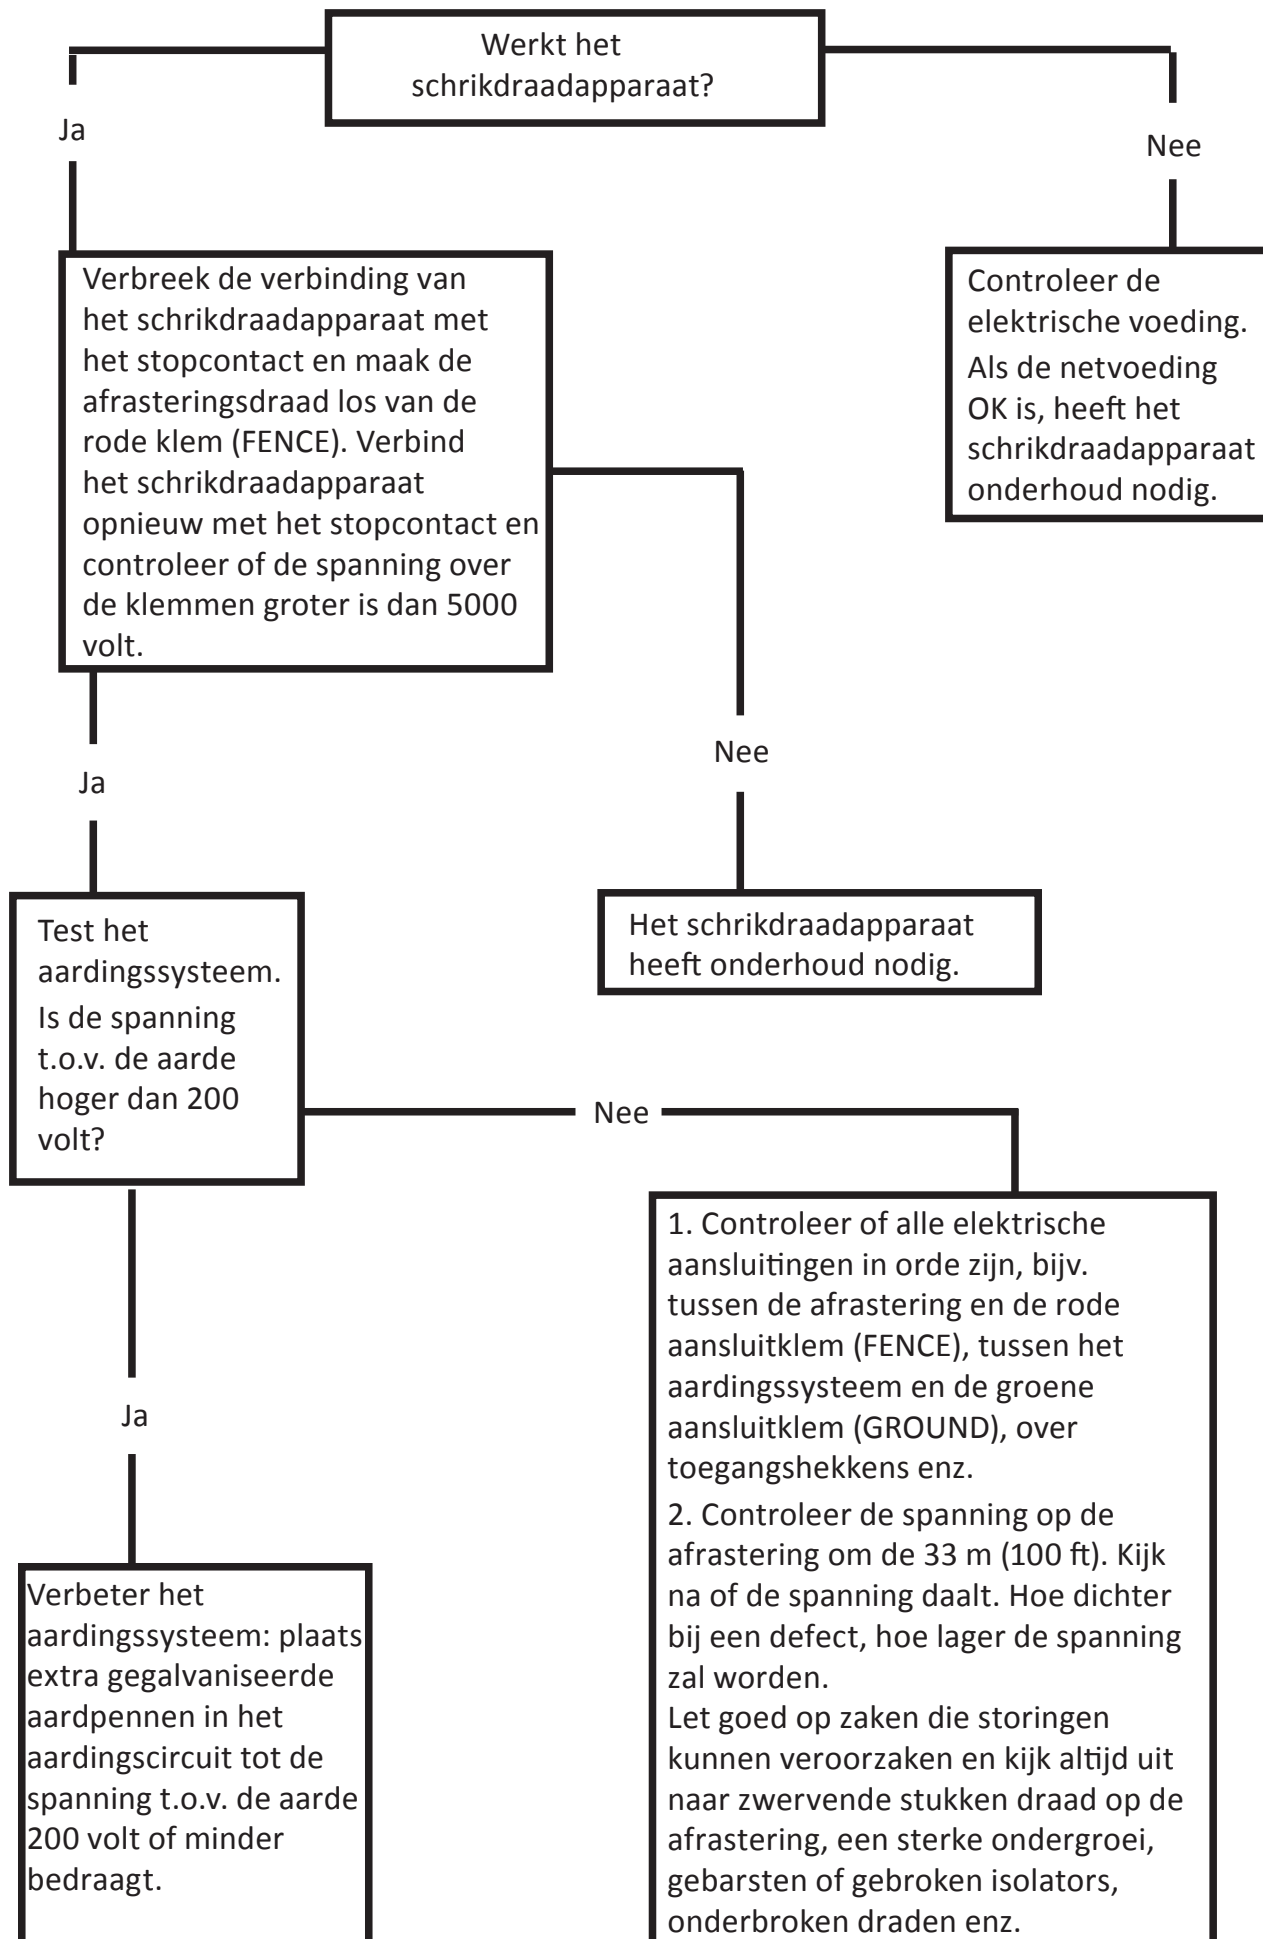 Werkt het
schrikdraadapparaat?
Ja
Nee
Verbreek de verbinding van
het schrikdraadapparaat met
het stopcontact en maak de
afrasteringsdraad los van de
rode klem (FENCE). Verbind
het schrikdraadapparaat
opnieuw met het stopcontact en
controleer of de spanning over
de klemmen groter is dan 5000
volt.
Controleer de
elektrische voeding.
Als de netvoeding
OK is, heeft het
schrikdraadapparaat
onderhoud nodig.
Ja
Nee
Test het
aardingssysteem.
Is de spanning
t.o.v. de aarde
hoger dan 200
volt?
Het schrikdraadapparaat
heeft onderhoud nodig.
Nee
Ja
1. Controleer of alle elektrische
aansluitingen in orde zijn, bijv.
tussen de afrastering en de rode
aansluitklem (FENCE), tussen het
aardingssysteem en de groene
aansluitklem (GROUND), over
toegangshekkens enz.
2. Controleer de spanning op de
afrastering om de 33 m (100 ft). Kijk
na of de spanning daalt. Hoe dichter
bij een defect, hoe lager de spanning
zal worden.
Let goed op zaken die storingen
kunnen veroorzaken en kijk altijd uit
naar zwervende stukken draad op de
afrastering, een sterke ondergroei,
gebarsten of gebroken isolators,
onderbroken draden enz.
Verbeter het
aardingssysteem: plaats
extra gegalvaniseerde
aardpennen in het
aardingscircuit tot de
spanning t.o.v. de aarde
200 volt of minder
bedraagt.